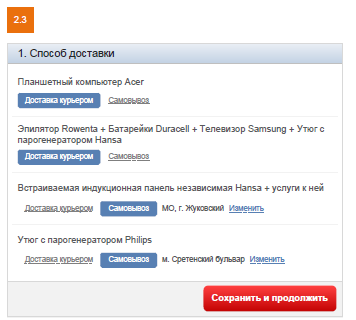 2.3
1. Способ доставки
Планшетный компьютер Acer
Доставка курьером Самовывоз
Эпилятор Rowenta + Батарейки Duracell + Телевизор Samsung + Утюг с
парогенератором Hansa
Доставка курьером Самовывоз
Встраиваемая индукционная панель независимая Hansa + услуги к ней
Доставка курьером Самовывоз МО, г. Жуковский Изменить
Утюг с парогенератором Philips
Доставка курьером Самовывоз м. Сретенский бульвар Изменить
Сохранить и продолжить